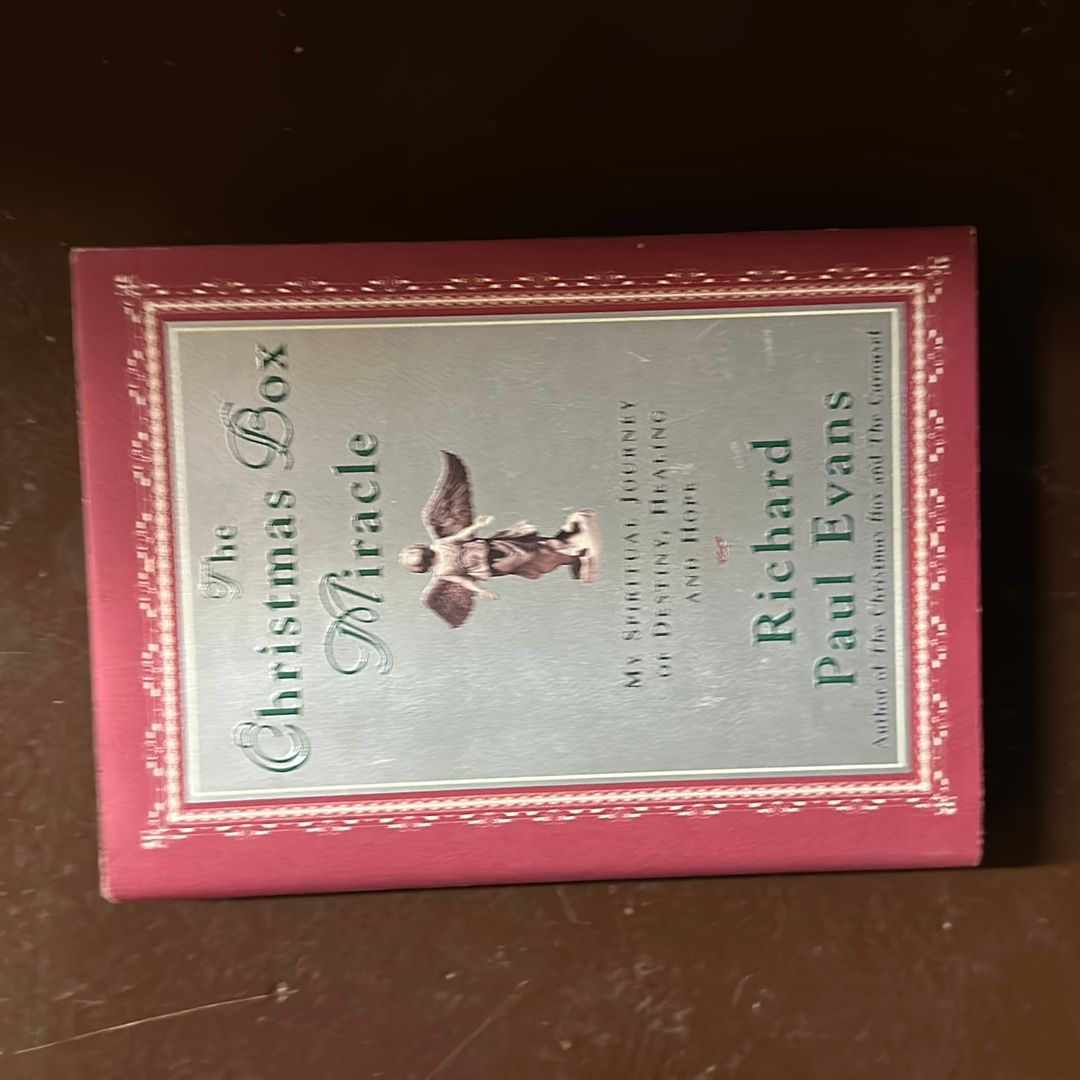 The
Christmas Box
Miracle
My Spiritual Journey
of Destiny, Healing
and Hope
Richard
Paul Evans
Author of The Christmas Box and The Carousel